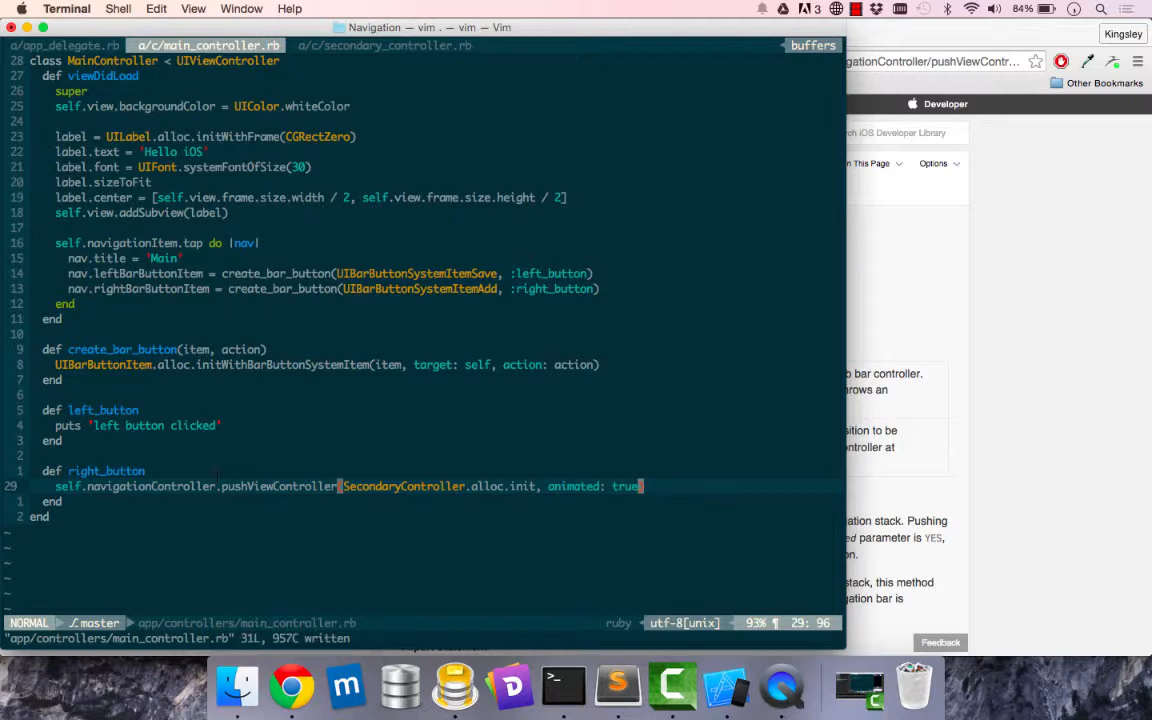 Terminal Shell Edit View Window Help 3 84%
Navigation — vim . — vim — Vim
Kingsley
a/app_delegate.rb a/c/main_controller.rb a/c/secondary_controller.rb buffers
avigationController/pushViewContr...
Other Bookmarks
Developer
rch iOS Developer Library
n This Page Options
28 class MainController < UIViewController
27 def viewDidLoad
26 super
25 self.view.backgroundColor = UIColor.whiteColor
24
23 label = UILabel.alloc.initWithFrame(CGRectZero)
22 label.text = 'Hello iOS'
21 label.font = UIFont.systemFontOfSize(30)
20 label.sizeToFit
19 label.center = [self.view.frame.size.width / 2, self.view.frame.size.height / 2]
18 self.view.addSubview(label)
17
16 self.navigationItem.tap do |nav|
15 nav.title = 'Main'
14 nav.leftBarButtonItem = create_bar_button(UIBarButtonSystemItemSave, :left_button)
13 nav.rightBarButtonItem = create_bar_button(UIBarButtonSystemItemAdd, :right_button)
12 end
11 end
10
9 def create_bar_button(item, action)
8 UIBarButtonItem.alloc.initWithBarButtonSystemItem(item, target: self, action: action)
7 end
6
5 def left_button
4 puts 'left button clicked'
3 end
2
1 def right_button
29 self.navigationController.pushViewController(SecondaryController.alloc.init, animated: true)
1 end
2 end
~
~
~
~
~
~
b bar controller.
rows an
sition to be
ontroller at
ation stack. Pushing
ed parameter is YES,
on.
stack, this method
igation bar is
Feedback
NORMAL master app/controllers/main_controller.rb ruby utf-8[unix] 93% ¶ 29: 96
"app/controllers/main_controller.rb" 31L, 957C written